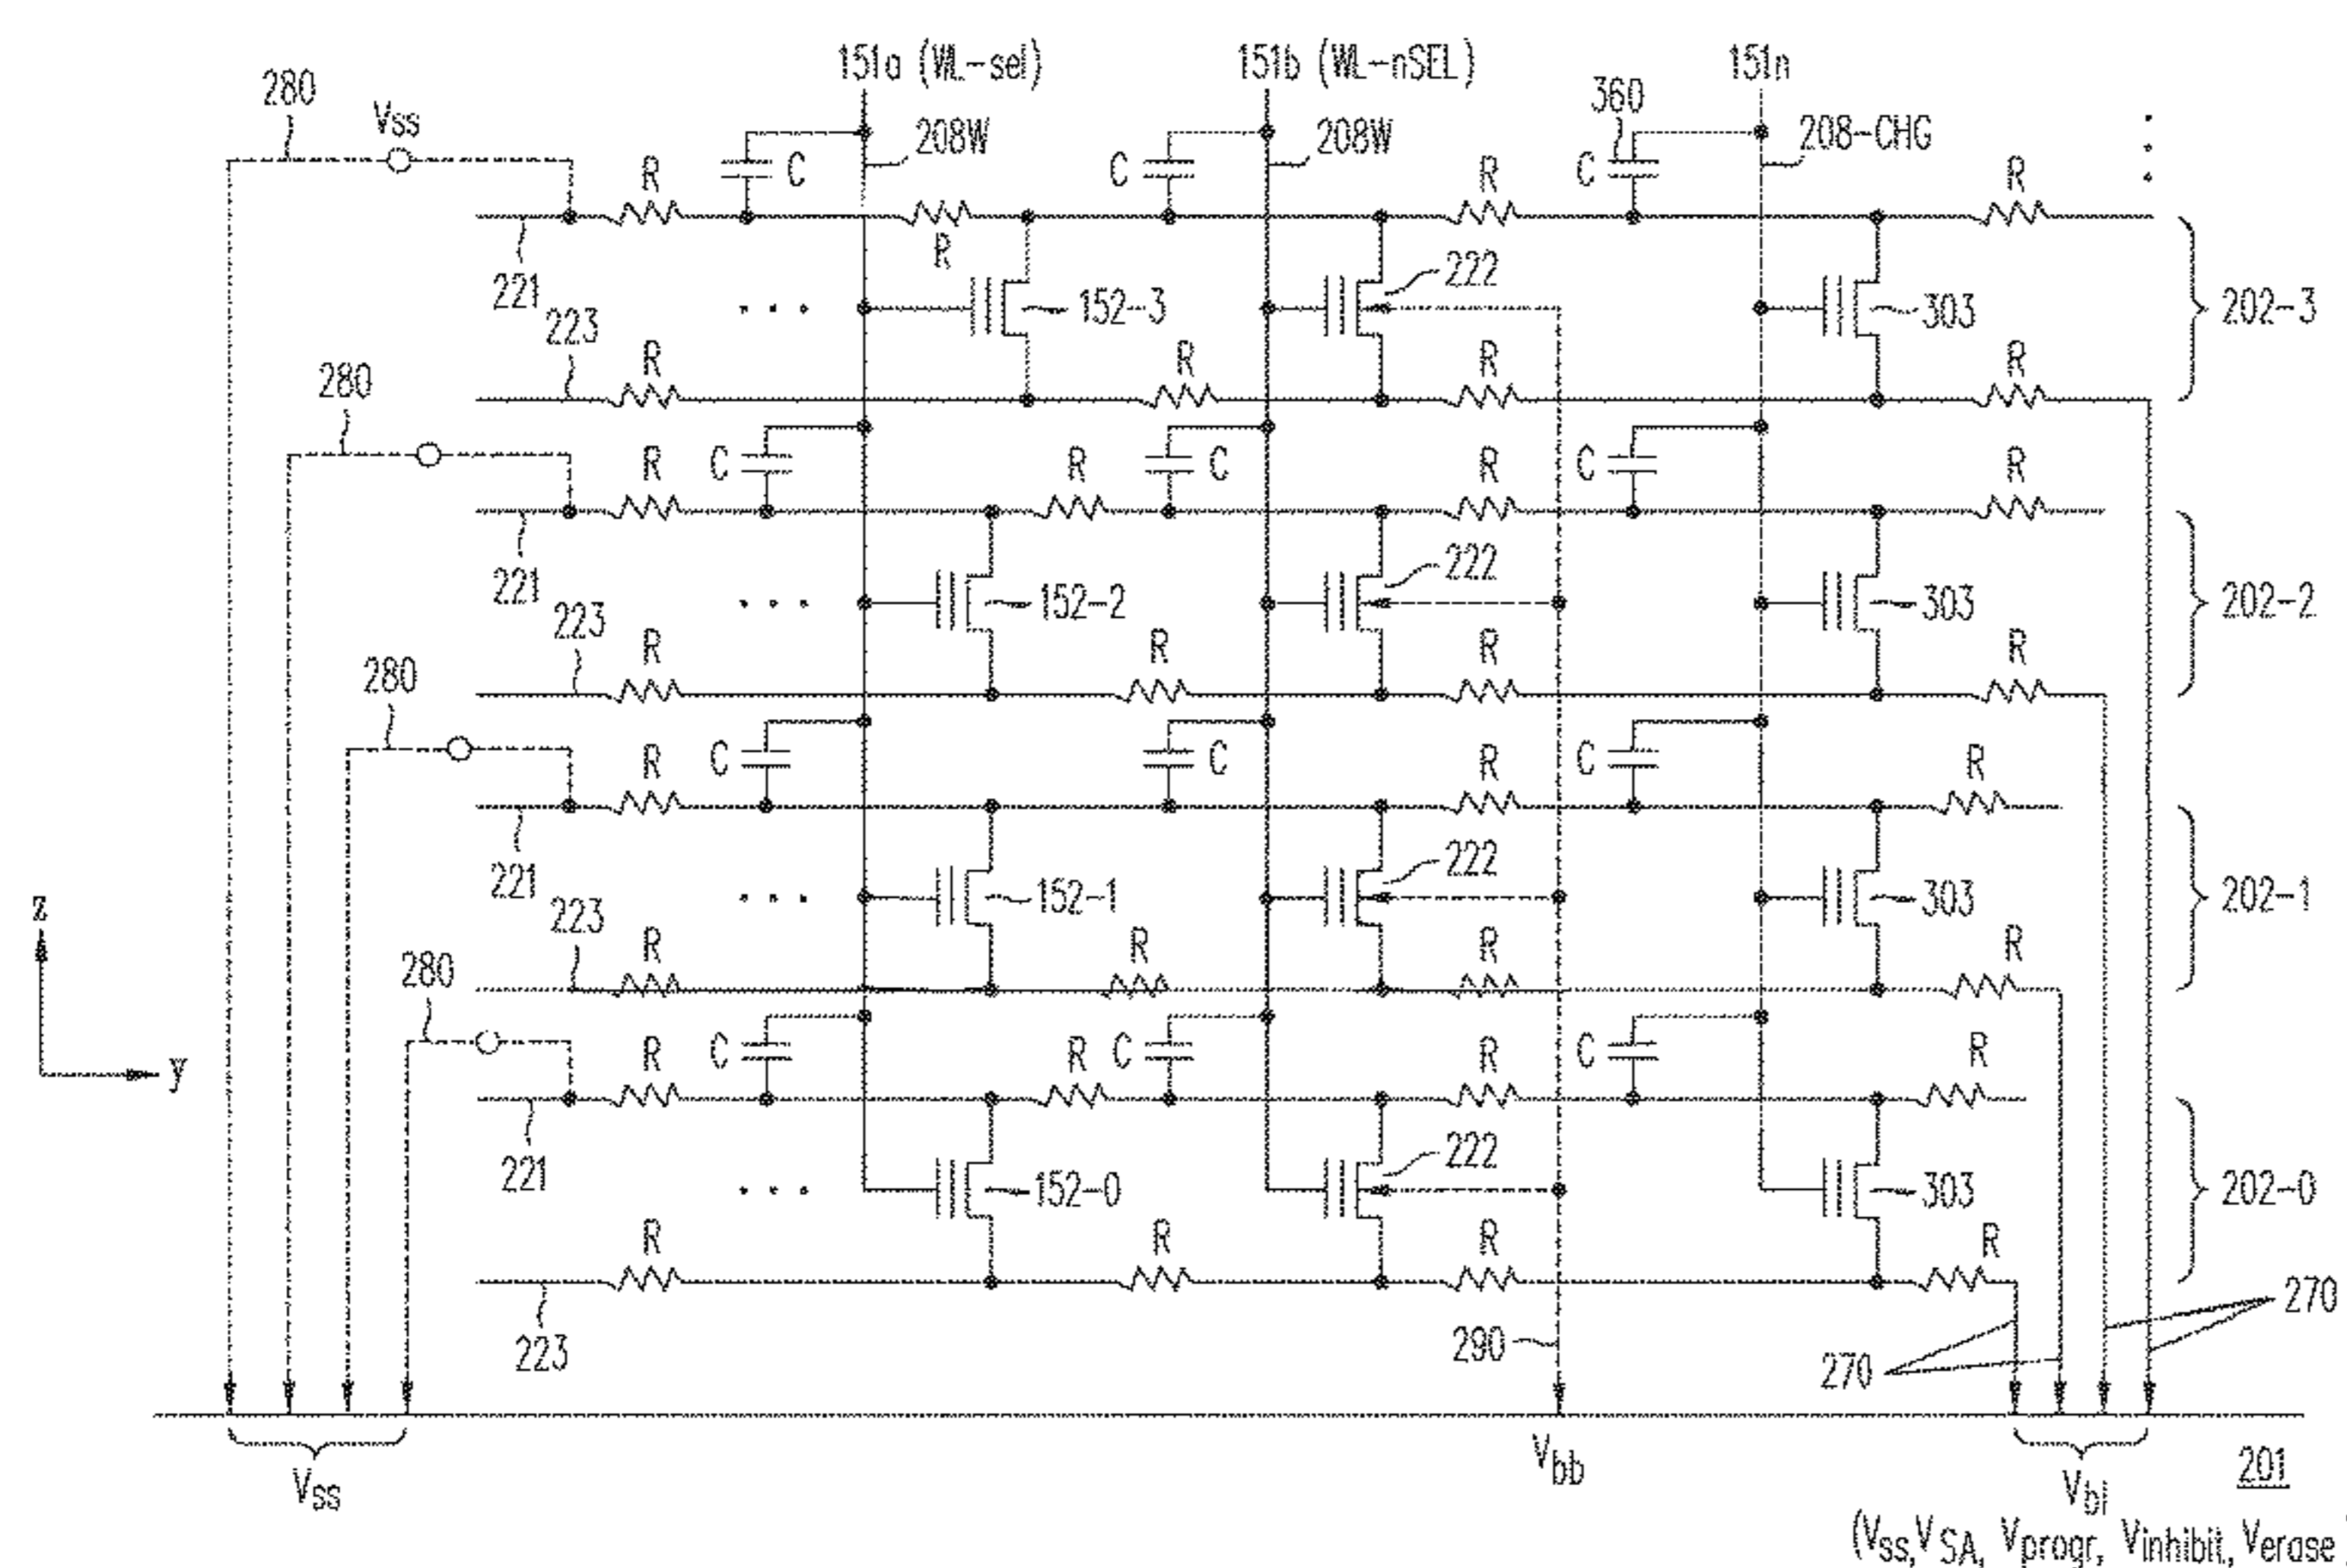 151a (WL-sel) 151b (WL-nSEL) 151n
280 Vss 360
208W 208W 208-CHG
R C C R C R
221 R 222
152-3 303 202-3
223 R R R R
280
R C R C R C R
221 222
152-2 303 202-2
223 R R R R
280
R C C R C R
221 222
152-1 303 202-1
z
223 R R R R
280
R C R C R C R
y
221 222
152-0 303 202-0
R R R R
223 290 270 270
Vss Vbb Vbl 201
(Vss, VSA, Vprogr, Vinhibit, Verase